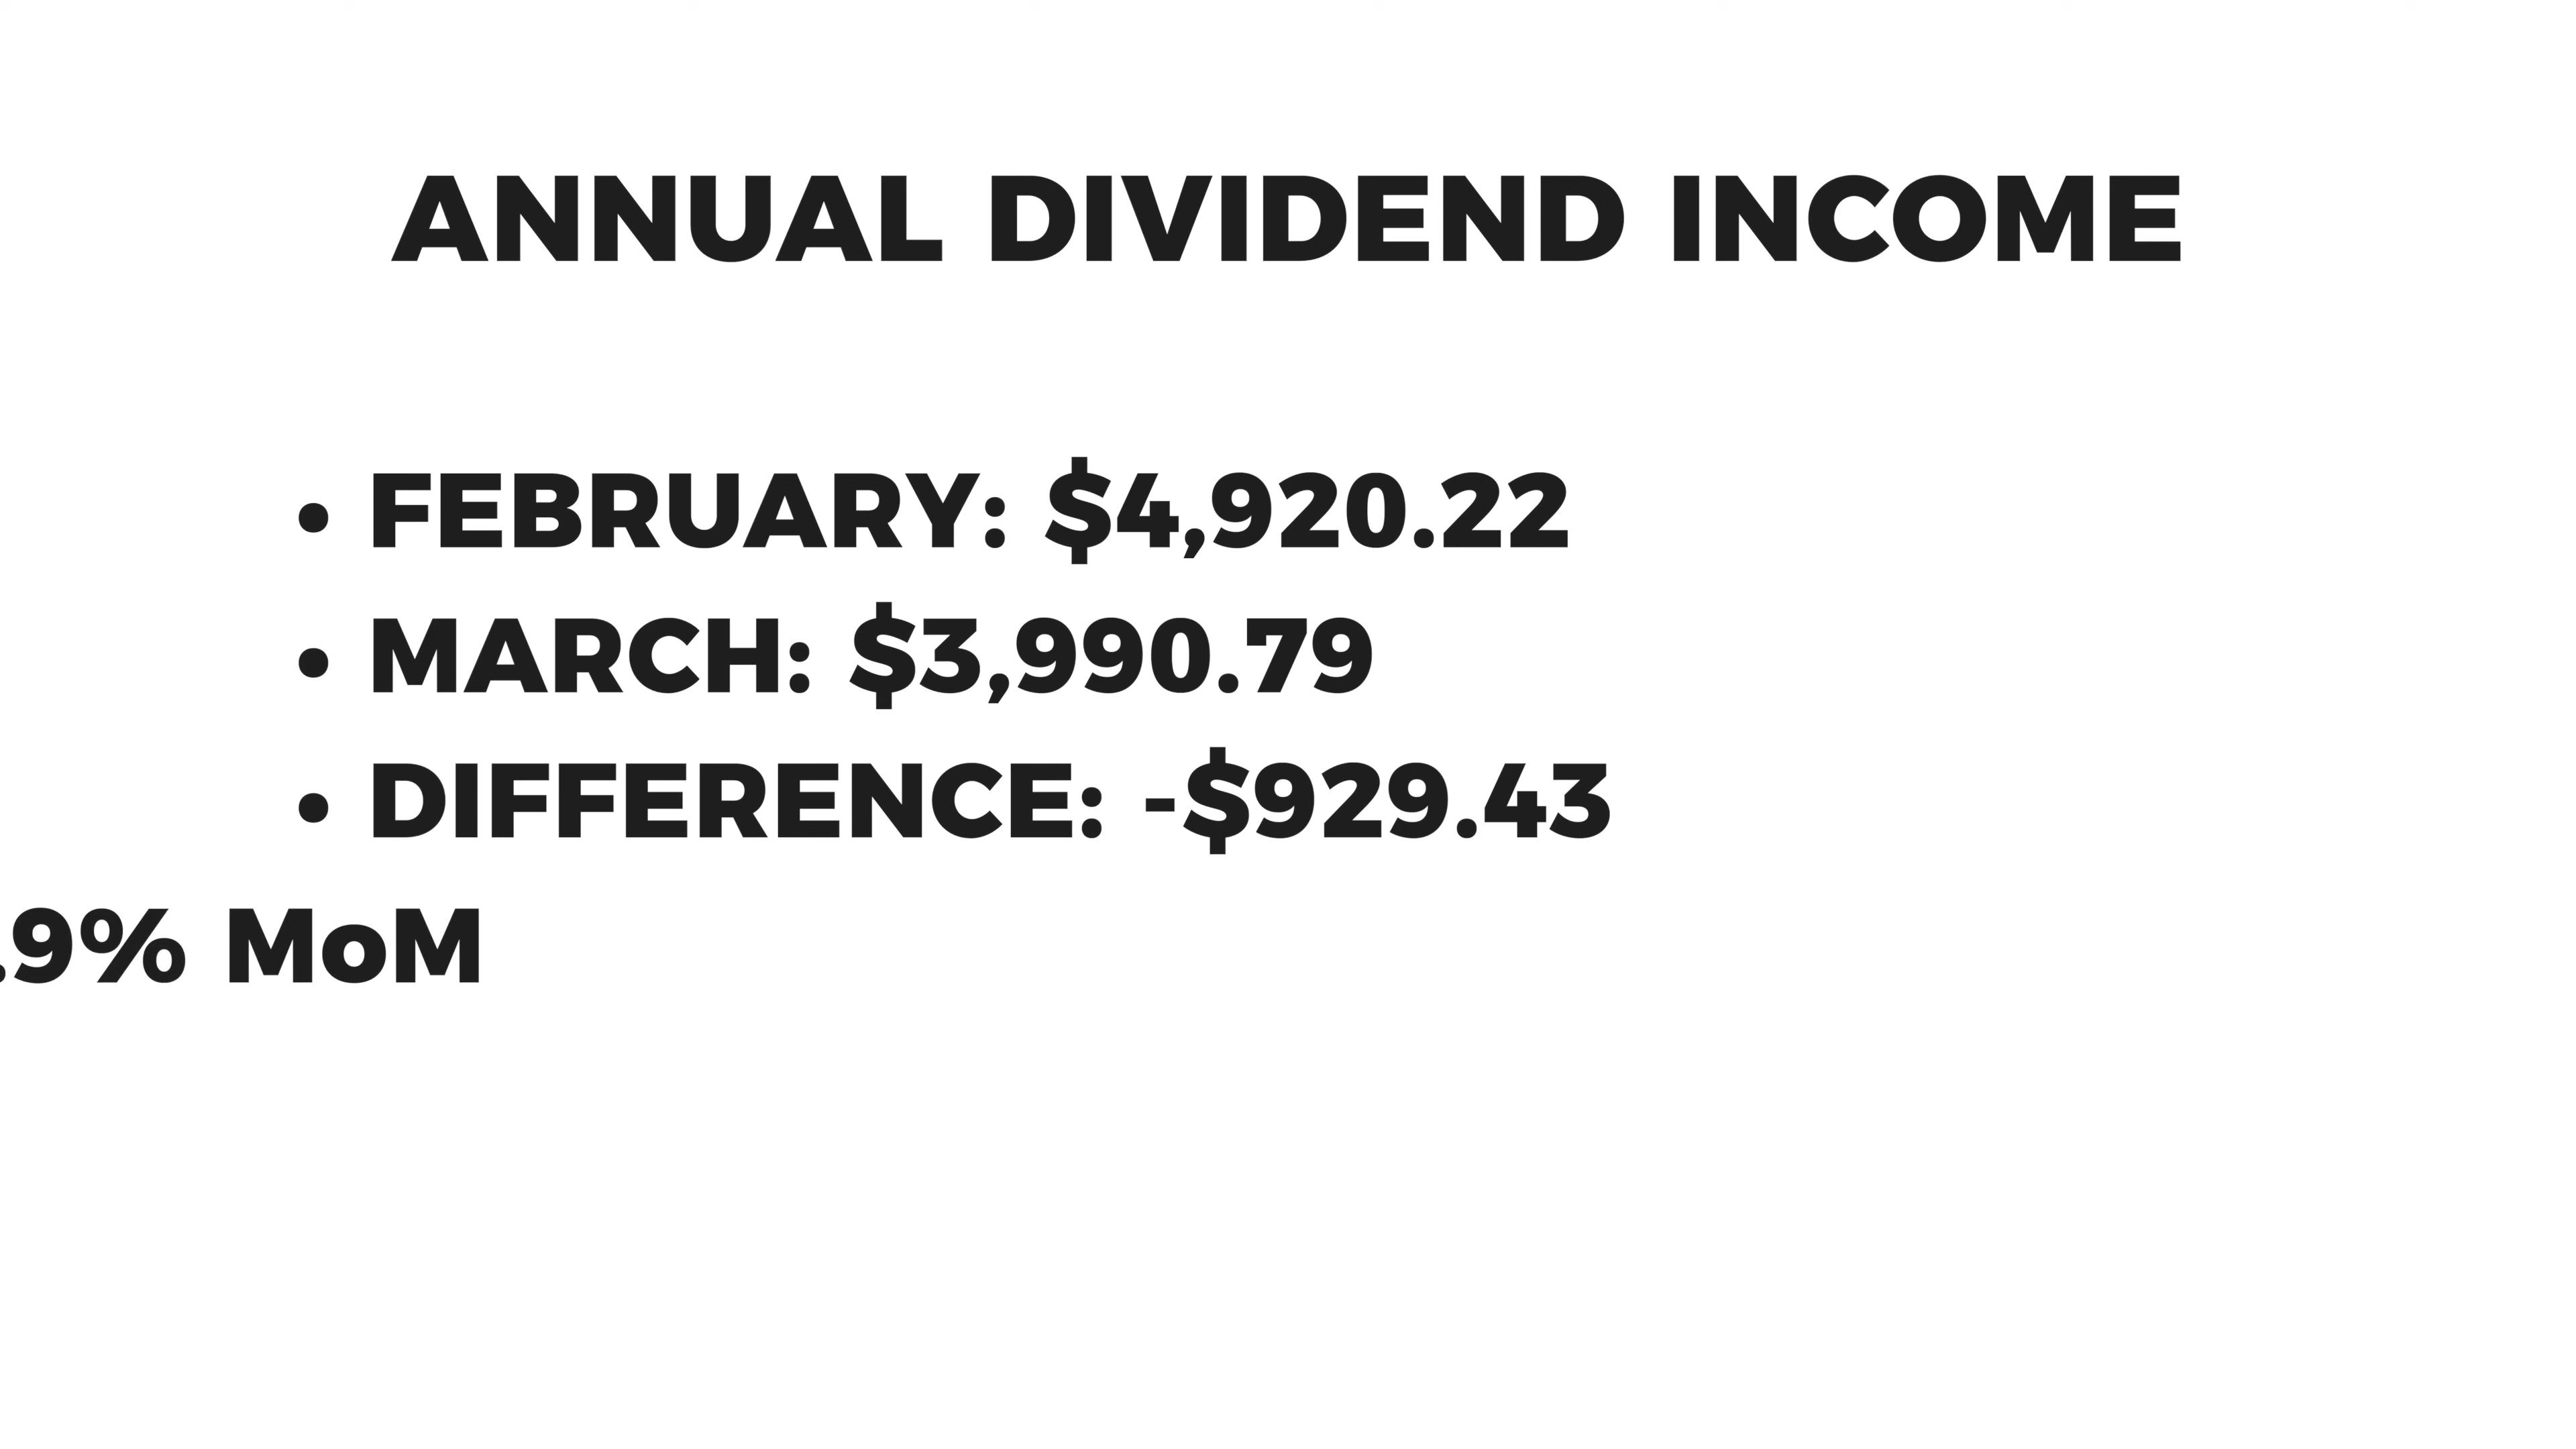 ANNUAL DIVIDEND INCOME
• FEBRUARY: $4,920.22
• MARCH: $3,990.79
• DIFFERENCE: -$929.43
.9% MoM